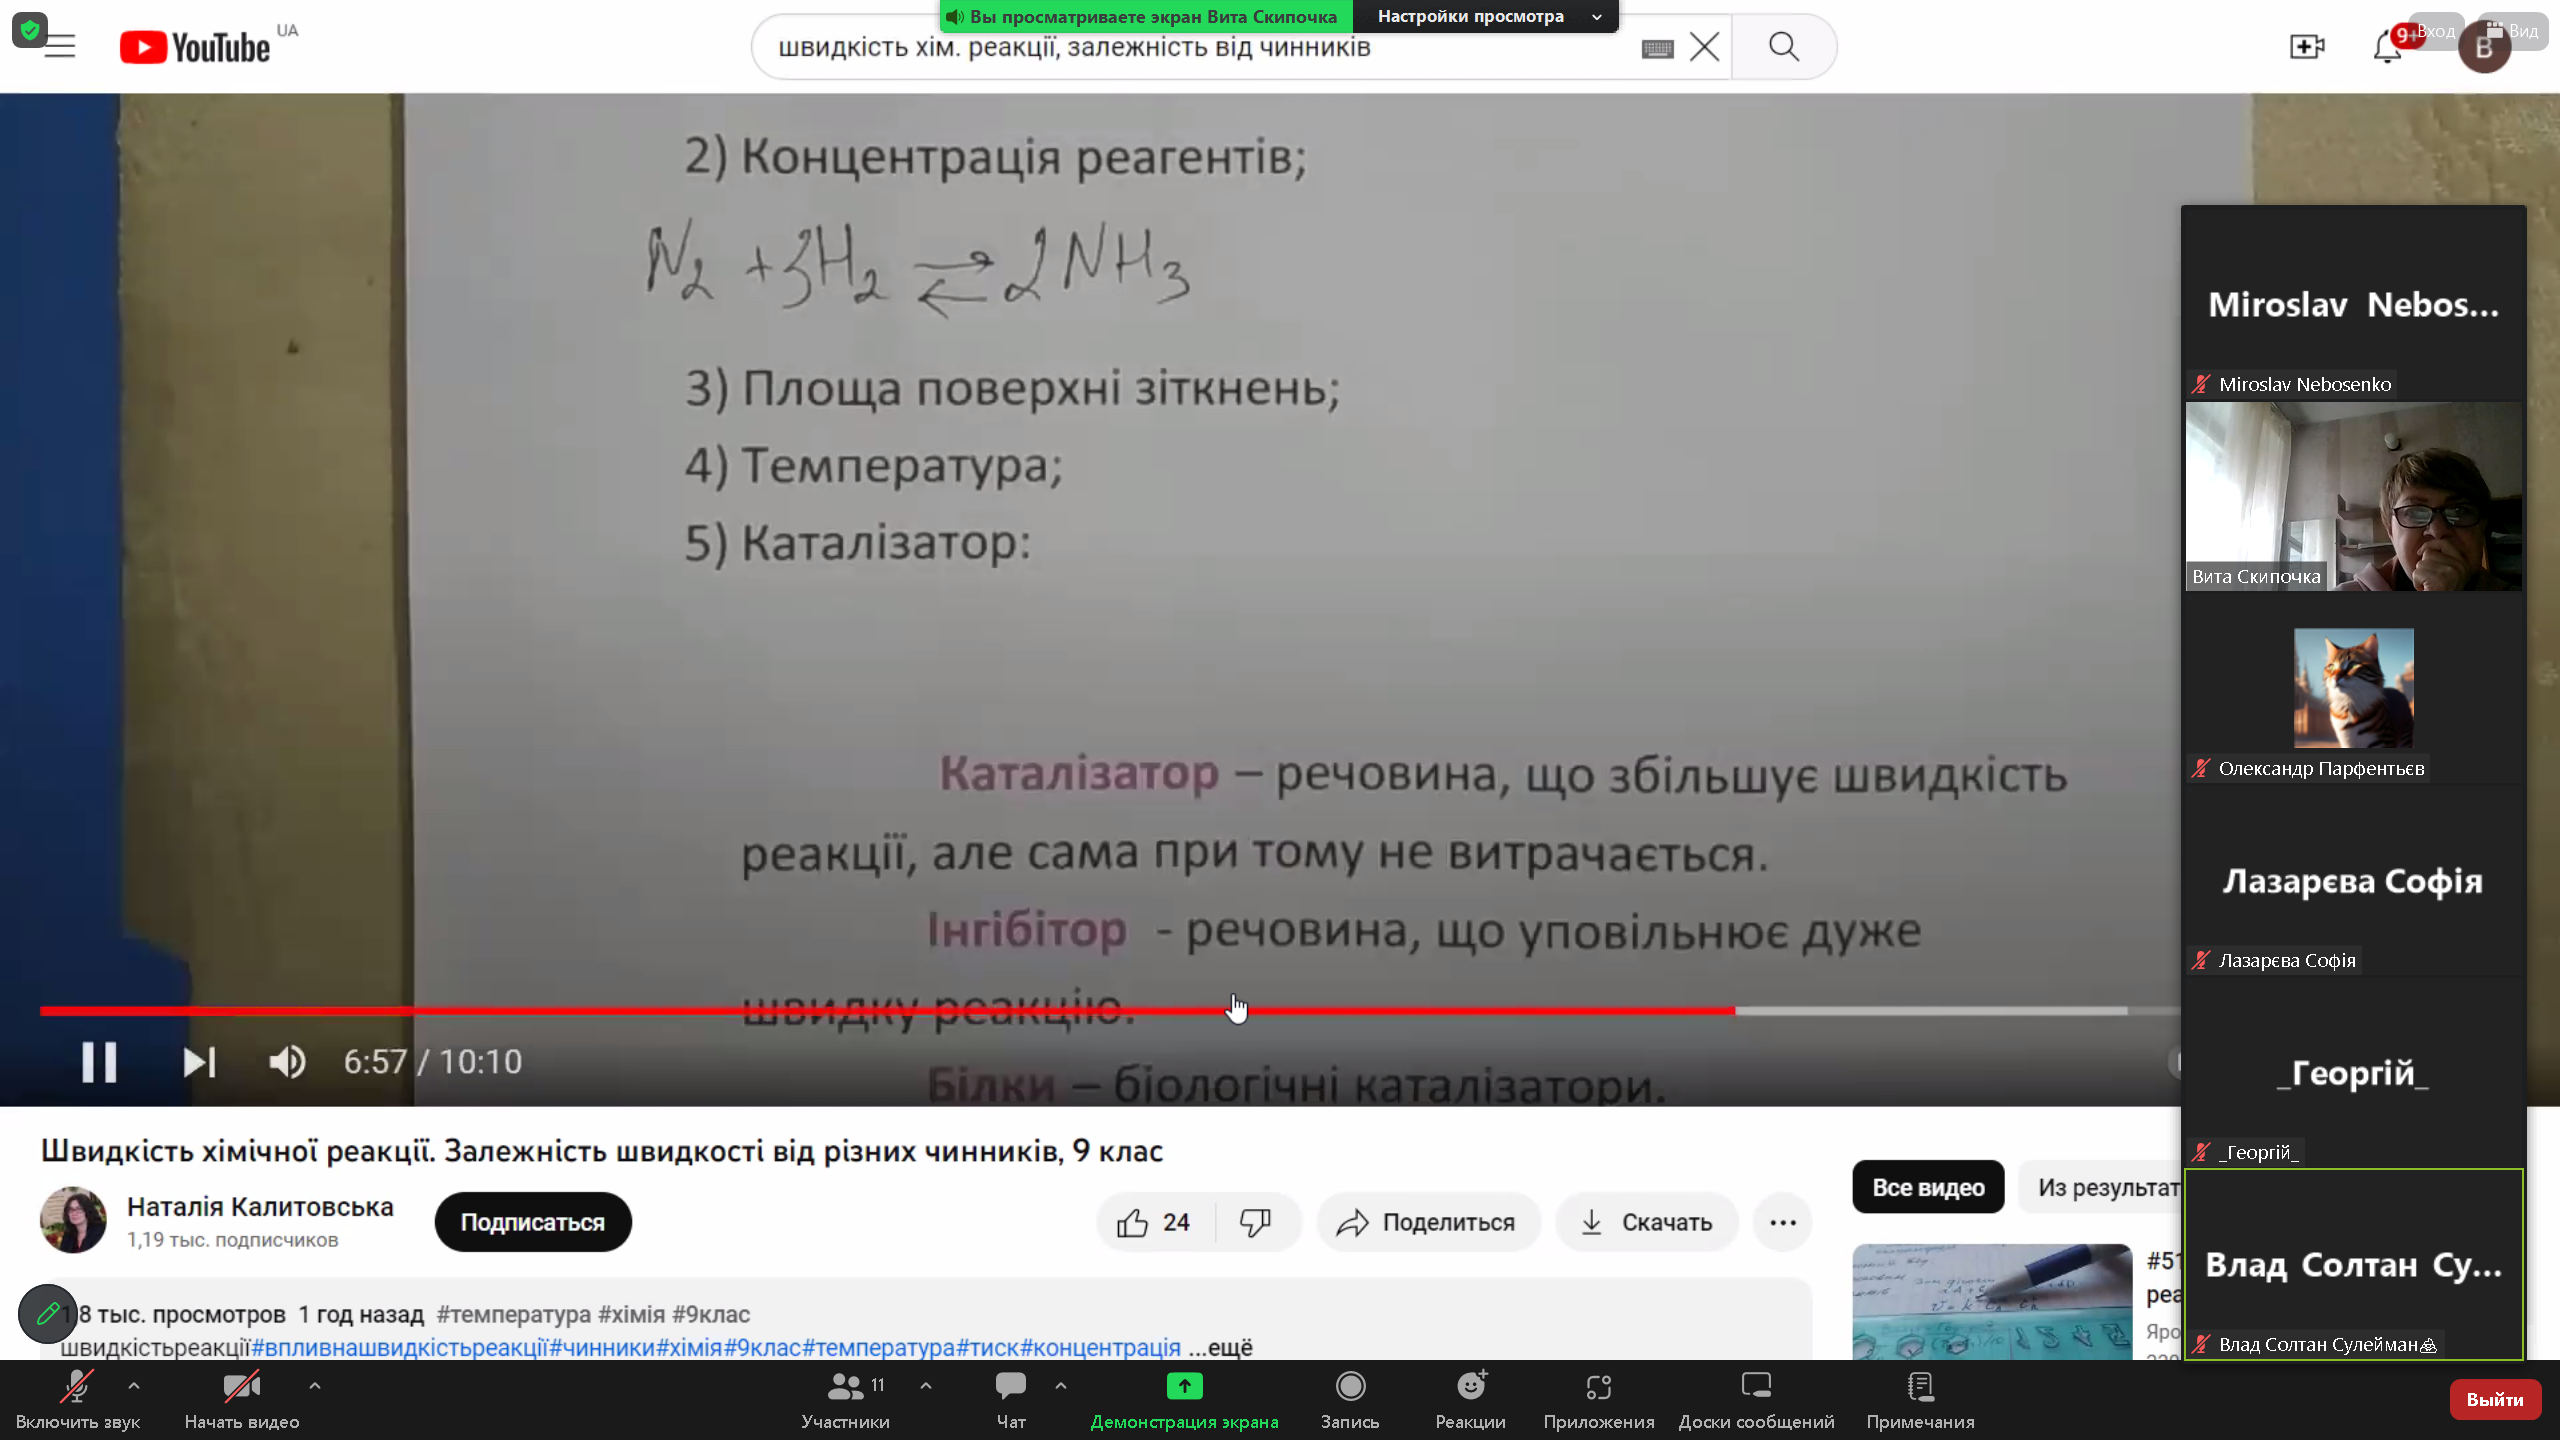 Вы просматриваете экран Вита Скипочка
Настройки просмотра
YouTube UA
швидкість хім. реакції, залежність від чинників
9+
Вход
Вид
B
2) Концентрація реагентів;
N2 + 3H2 ⇄ 2NH3
3) Площа поверхні зіткнень;
4) Температура;
5) Каталізатор:
Каталізатор – речовина, що збільшує швидкість
реакції, але сама при тому не витрачається.
Інгібітор - речовина, що уповільнює дуже
швидку реакцію.
Білки – біологічні каталізатори.
6:57 / 10:10
Miroslav Nebos...
Miroslav Nebosenko
Вита Скипочка
Олександр Парфентьєв
Лазарєва Софія
Лазарєва Софія
_Георгій_
_Георгій_
Влад Солтан Су...
Влад Солтан Сулейман
Швидкість хімічної реакції. Залежність швидкості від різних чинників, 9 клас
Наталія Калитовська
1,19 тыс. подписчиков
Подписаться
24
Поделиться
Скачать
Все видео
Из результат
#51
реа
Яро
8 тыс. просмотров 1 год назад #температура #хімія #9клас
швидкістьреакції#впливнашвидкістьреакції#чинники#хімія#9клас#температура#тиск#концентрація ...ещё
Включить звук
Начать видео
Участники
11
Чат
Демонстрация экрана
Запись
Реакции
Приложения
Доски сообщений
Примечания
Выйти